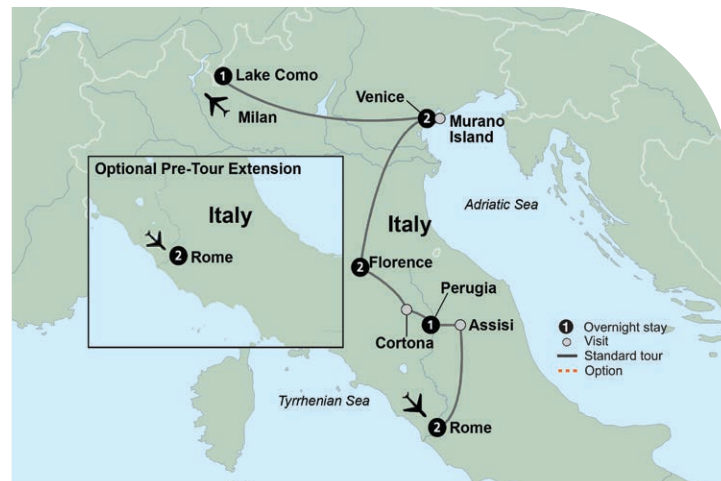 1 Lake Como
Milan
Venice
2
Murano
Island
Optional Pre-Tour Extension
Italy
2 Rome
Adriatic Sea
Italy
2 Florence
Perugia
1
Assisi
Cortona
Tyrrhenian Sea
2 Rome
1 Overnight stay
Visit
Standard tour
Option